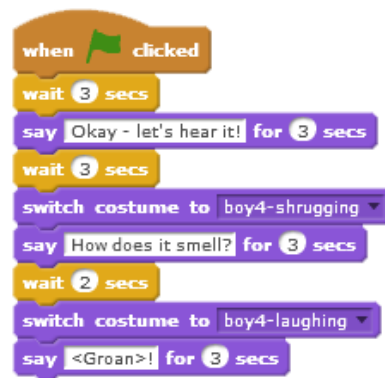 when clicked
wait 3 secs
say Okay - let's hear it! for 3 secs
wait 3 secs
switch costume to boy4-shrugging
say How does it smell? for 3 secs
wait 2 secs
switch costume to boy4-laughing
say <Groan>! for 3 secs